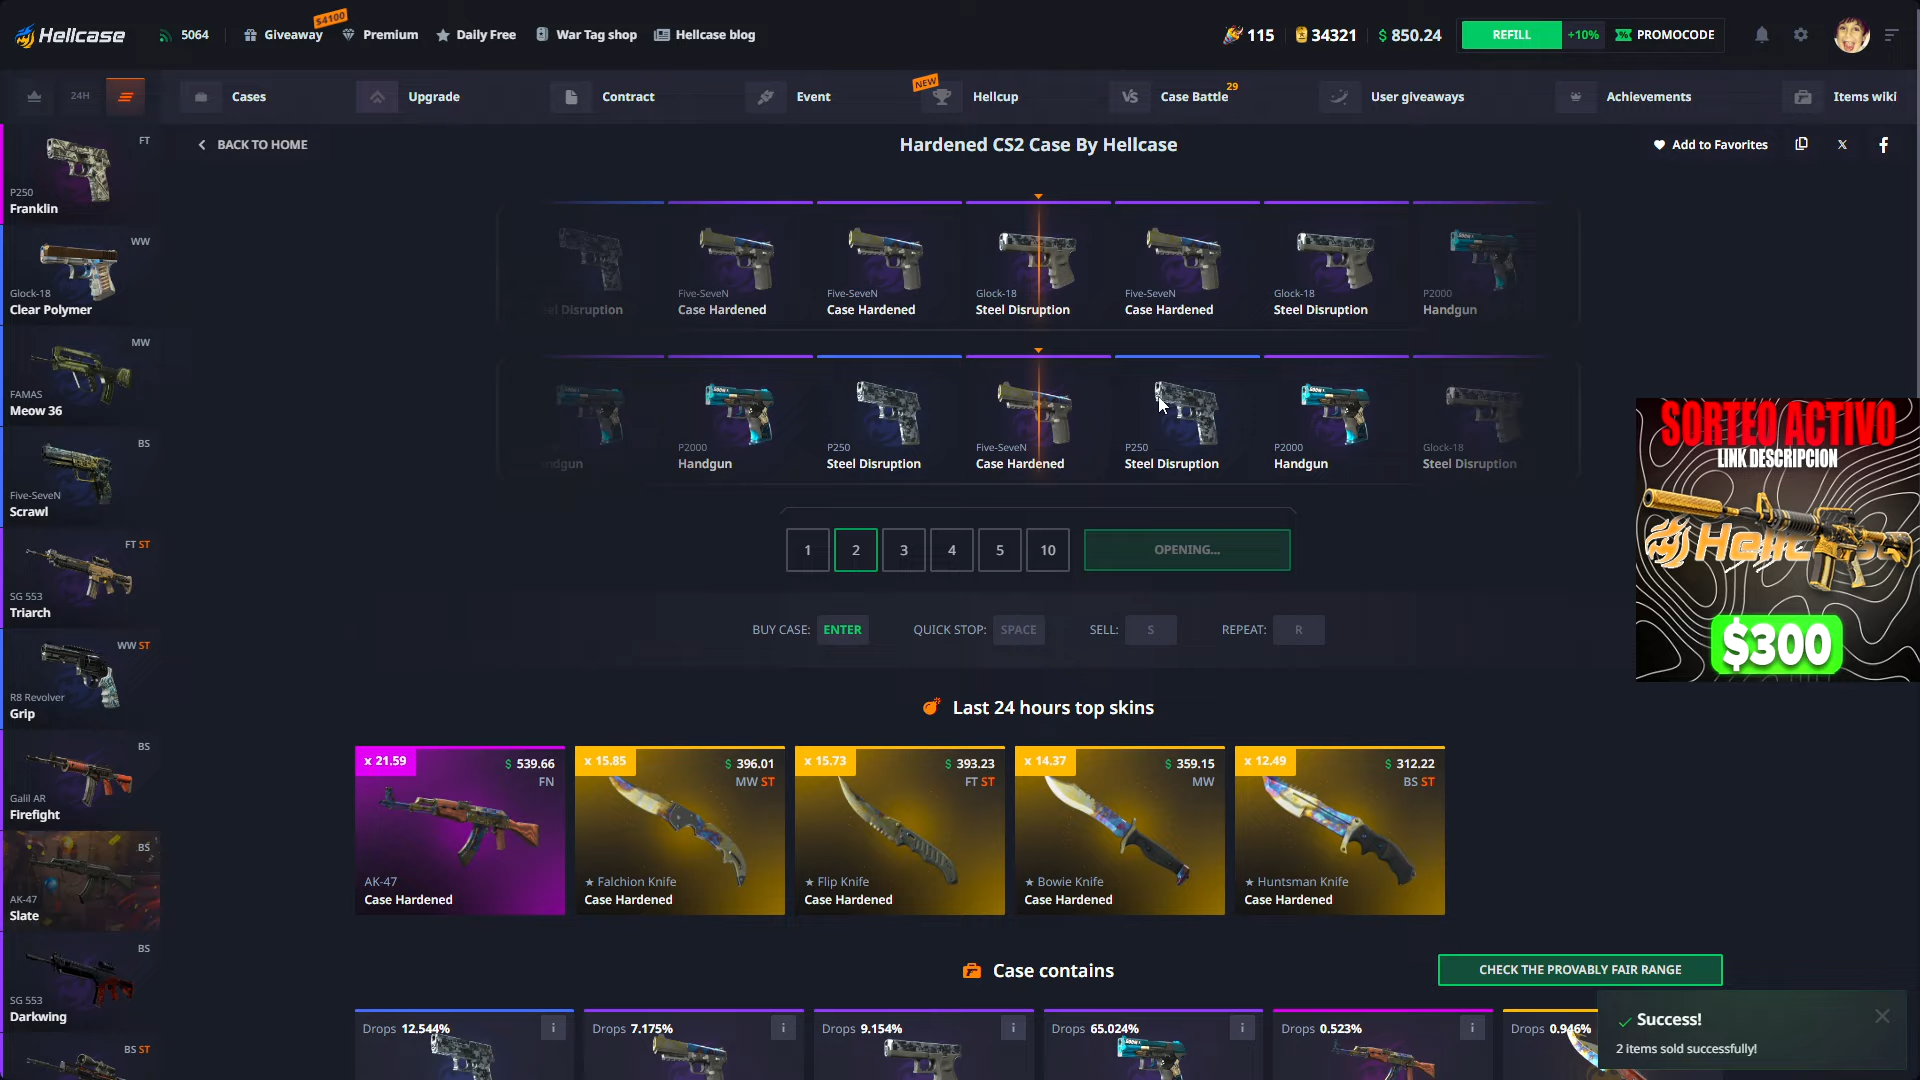 Hellcase
5064
$4100
Giveaway
Premium
Daily Free
War Tag shop
Hellcase blog
115
34321
$ 850.24
REFILL
+10%
PROMOCODE
24H
Cases
Upgrade
Contract
Event
NEW
Hellcup
VS
Case Battle
29
User giveaways
Achievements
Items wiki
BACK TO HOME
Hardened CS2 Case By Hellcase
Add to Favorites
FT
P250
Franklin
WW
Glock-18
Clear Polymer
MW
FAMAS
Meow 36
BS
Five-SeveN
Scrawl
FT ST
SG 553
Triarch
WW ST
R8 Revolver
Grip
BS
Galil AR
Firefight
BS
AK-47
Slate
BS
SG 553
Darkwing
BS ST
Disruption
Five-SeveN
Case Hardened
Five-SeveN
Case Hardened
Glock-18
Steel Disruption
Five-SeveN
Case Hardened
Glock-18
Steel Disruption
P2000
Handgun
P2000
Handgun
P250
Steel Disruption
Five-SeveN
Case Hardened
P250
Steel Disruption
P2000
Handgun
Glock-18
Steel Disruption
1
2
3
4
5
10
OPENING...
BUY CASE: ENTER
QUICK STOP: SPACE
SELL: S
REPEAT: R
SORTEO ACTIVO
LINK DESCRIPCION
$300
Last 24 hours top skins
x 21.59
$ 539.66
FN
AK-47
Case Hardened
x 15.85
$ 396.01
MW ST
★ Falchion Knife
Case Hardened
x 15.73
$ 393.23
FT ST
★ Flip Knife
Case Hardened
x 14.37
$ 359.15
MW
★ Bowie Knife
Case Hardened
x 12.49
$ 312.22
BS ST
★ Huntsman Knife
Case Hardened
Case contains
CHECK THE PROVABLY FAIR RANGE
Drops 12.544%
Drops 7.175%
Drops 9.154%
Drops 65.024%
Drops 0.523%
Drops 0.946%
Success!
2 items sold successfully!